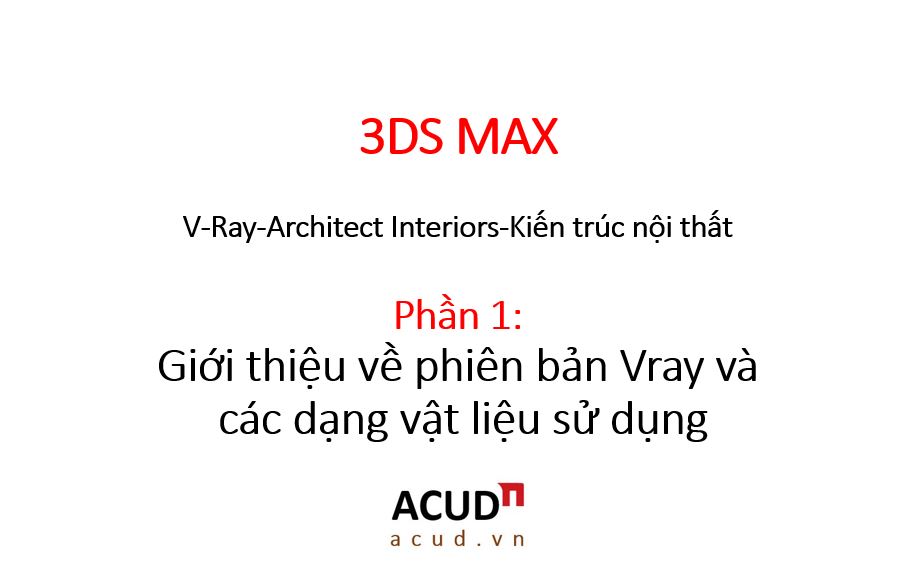 3DS MAX
V-Ray-Architect Interiors-Kiến trúc nội thất
Phần 1:
Giới thiệu về phiên bản Vray và
các dạng vật liệu sử dụng
ACUD
acud.vn